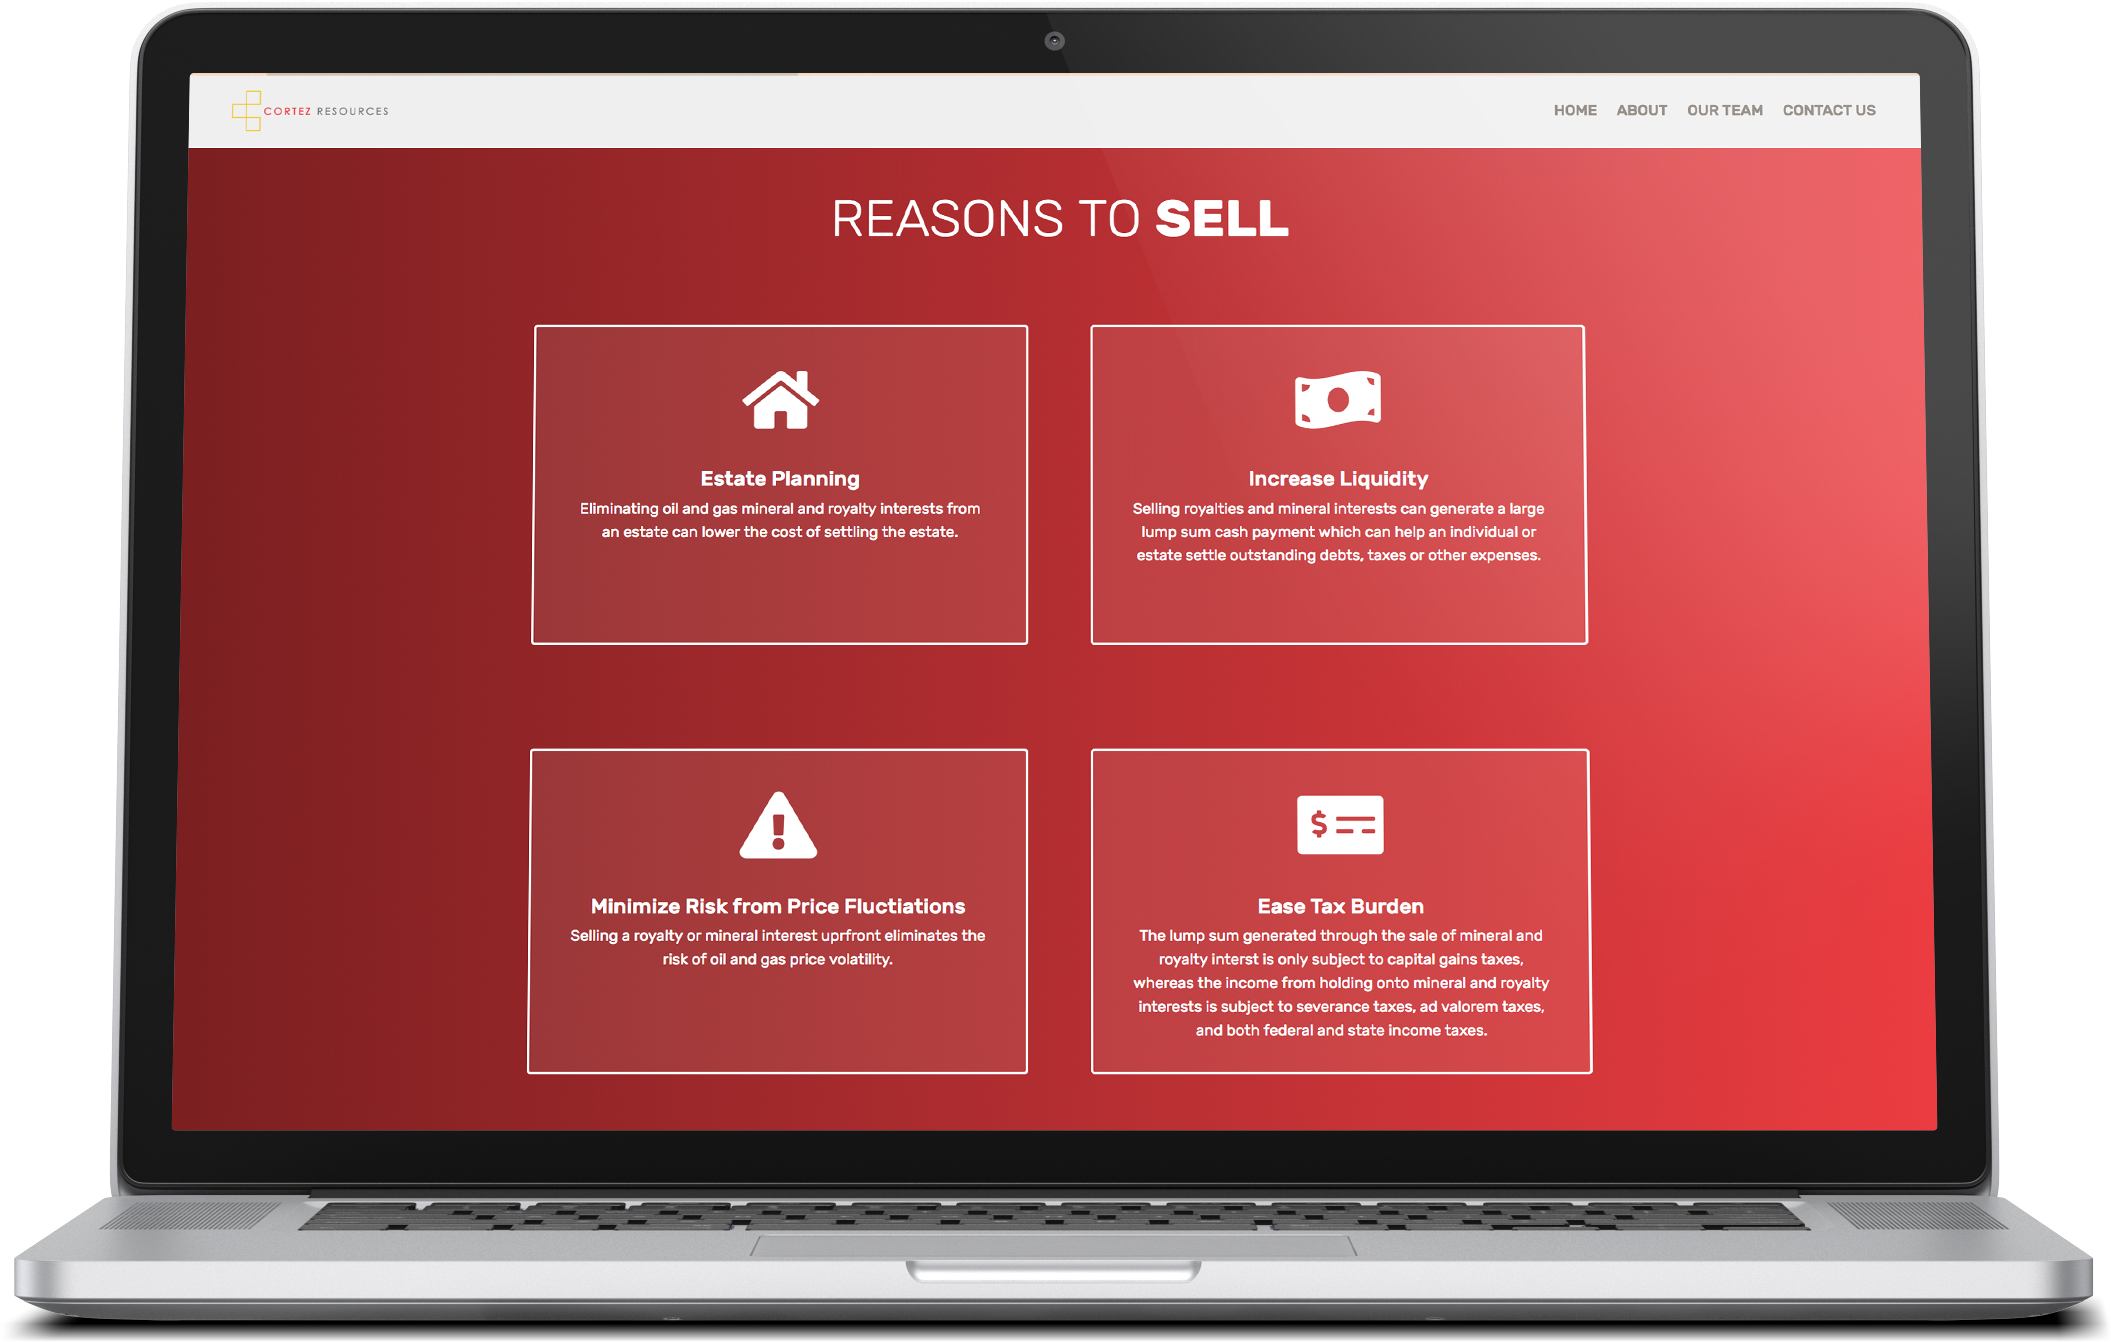 CORTEZ RESOURCES
HOME ABOUT OUR TEAM CONTACT US
REASONS TO SELL
Estate Planning
Eliminating oil and gas mineral and royalty interests from
an estate can lower the cost of settling the estate.
Increase Liquidity
Selling royalties and mineral interests can generate a large
lump sum cash payment which can help an individual or
estate settle outstanding debts, taxes or other expenses.
Minimize Risk from Price Fluctiations
Selling a royalty or mineral interest uprfront eliminates the
risk of oil and gas price volatility.
$
Ease Tax Burden
The lump sum generated through the sale of mineral and
royalty interst is only subject to capital gains taxes,
whereas the income from holding onto mineral and royalty
interests is subject to severance taxes, ad valorem taxes,
and both federal and state income taxes.